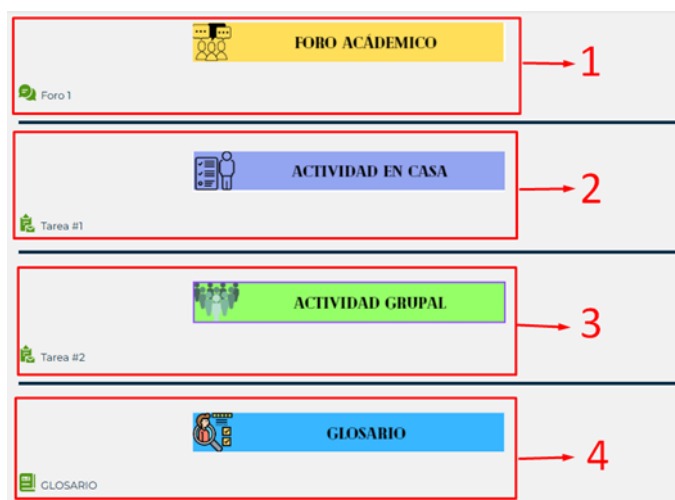 FORO ACÁDEMICO
1
Foro 1
ACTIVIDAD EN CASA
2
Tarea #1
ACTIVIDAD GRUPAL
3
Tarea #2
GLOSARIO
4
GLOSARIO